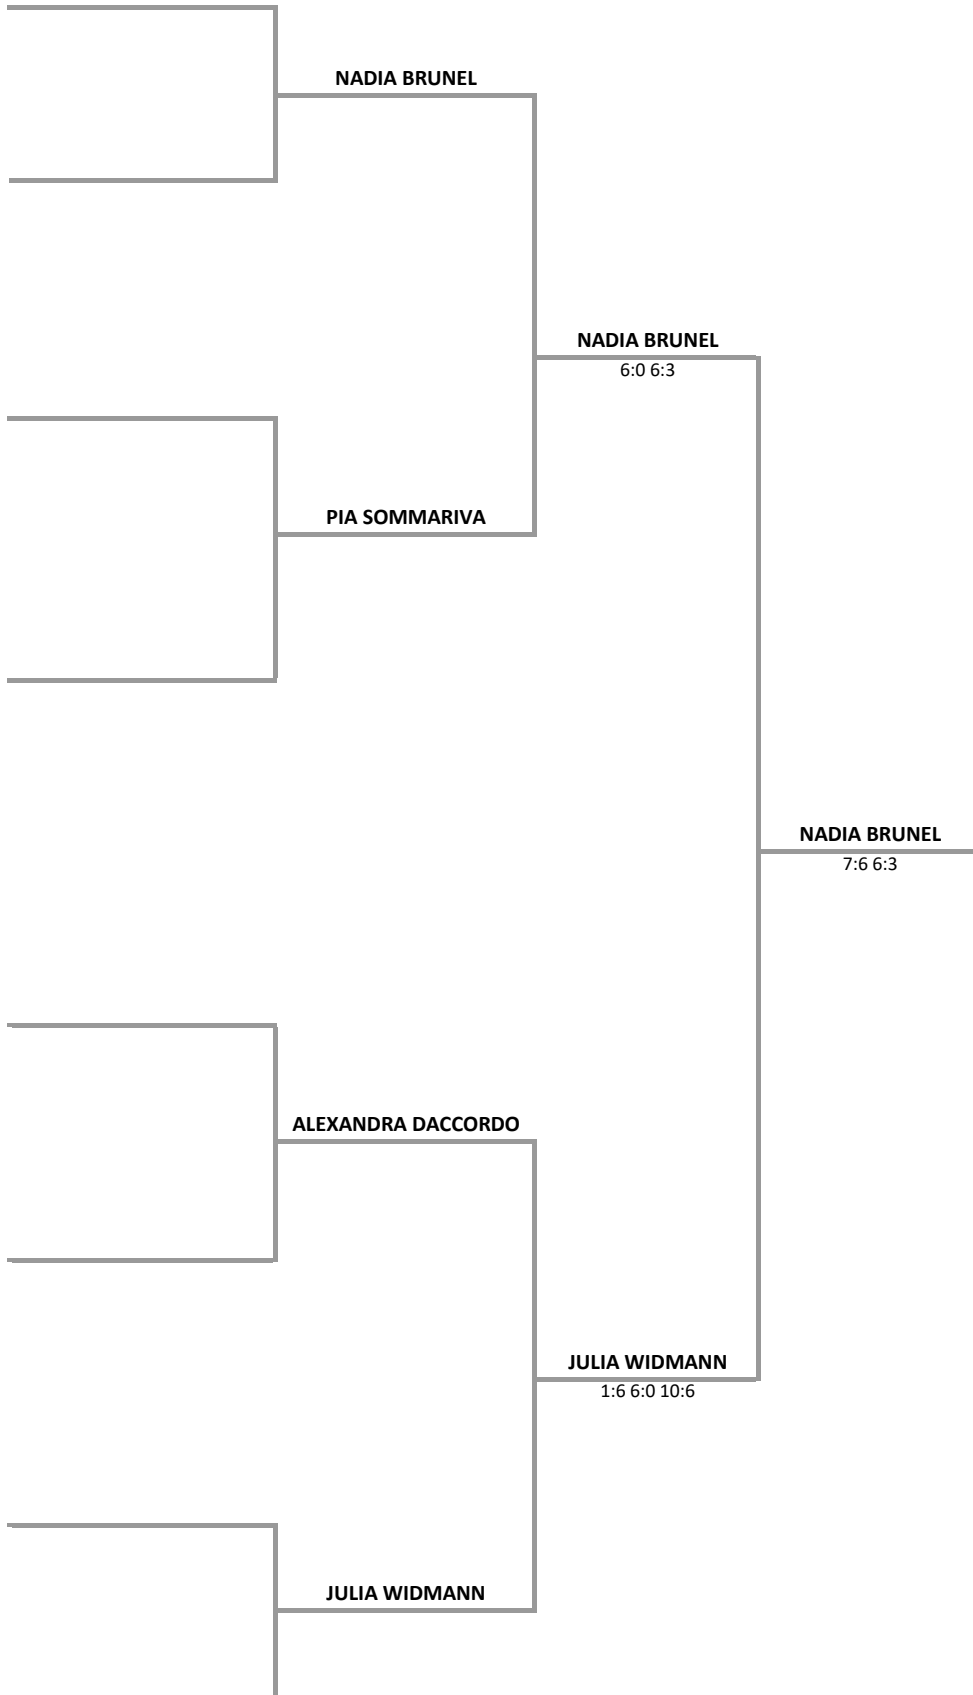 NADIA BRUNEL
NADIA BRUNEL
6:0 6:3
PIA SOMMARIVA
NADIA BRUNEL
7:6 6:3
ALEXANDRA DACCORDO
JULIA WIDMANN
1:6 6:0 10:6
JULIA WIDMANN